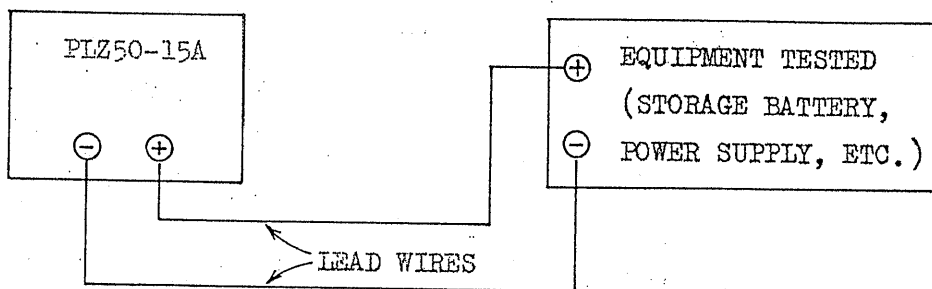 PLZ50-15A
⊖ ⊕
⊕ EQUIPMENT TESTED
(STORAGE BATTERY,
⊖ POWER SUPPLY, ETC.)
LEAD WIRES